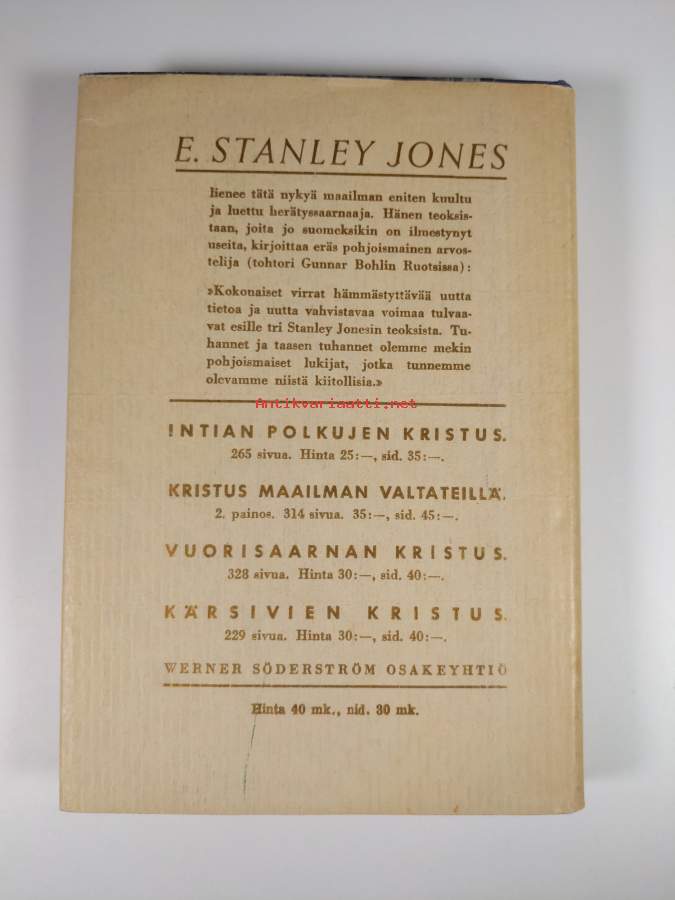 E. STANLEY JONES
lienee tätä nykyä maailman eniten kuultu
ja luettu herätyssaarnaaja. Hänen teoksis-
taan, joita jo suomeksikin on ilmestynyt
useita, kirjoittaa eräs pohjoismainen arvos-
telija (tohtori Gunnar Bohlin Ruotsissa):
»Kokonaiset virrat hämmästyttävää uutta
tietoa ja uutta vahvistavaa voimaa tulvaa-
vat esille tri Stanley Jonesin teoksista. Tu-
hannet ja taasen tuhannet olemme mekin
pohjoismaiset lukijat, jotka tunnemme
olevamme niistä kiitollisia.»
Antikvariaatti.net
INTIAN POLKUJEN KRISTUS.
265 sivua. Hinta 25:—, sid. 35:—.
KRISTUS MAAILMAN VALTATEILLÄ.
2. painos. 314 sivua. 35:—, sid. 45:—.
VUORISAARNAN KRISTUS.
328 sivua. Hinta 30:—, sid. 40:—.
KÄRSIVIEN KRISTUS.
229 sivua. Hinta 30:—, sid. 40:—.
WERNER SÖDERSTRÖM OSAKEYHTIÖ
Hinta 40 mk., nid. 30 mk.